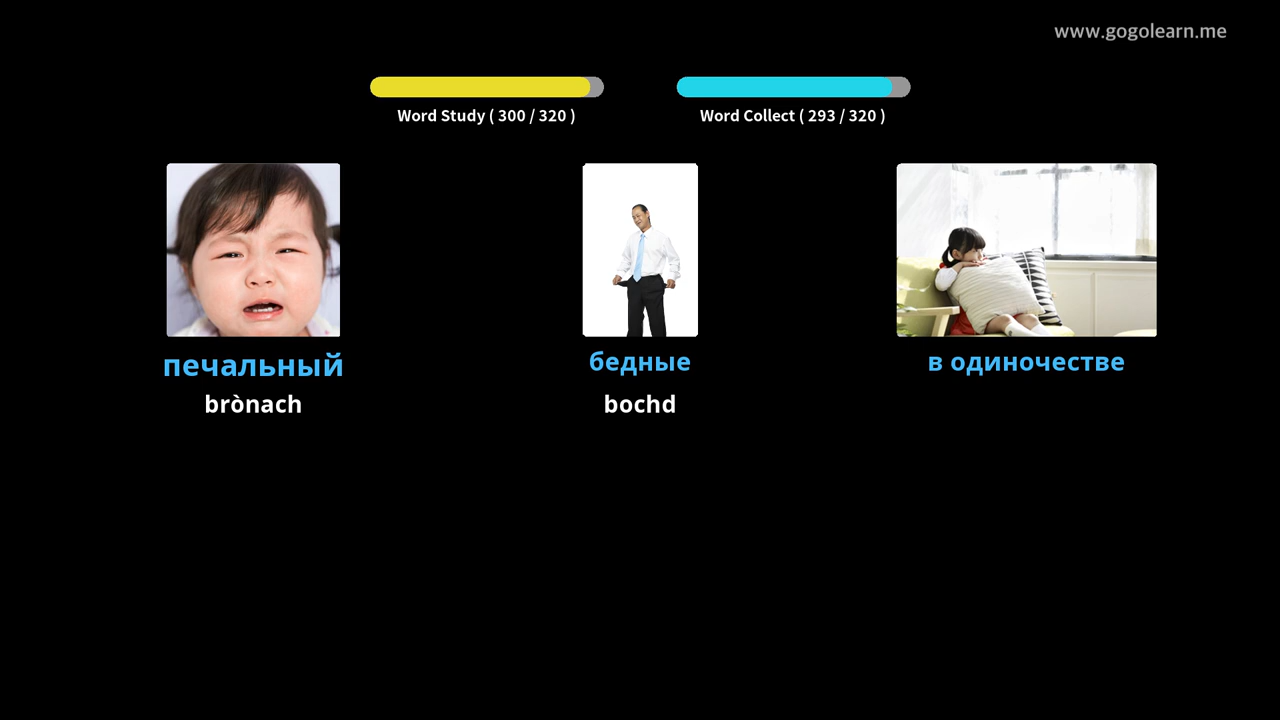 www.gogolearn.me
Word Study ( 300 / 320 )
Word Collect ( 293 / 320 )
печальный
бедные
в одиночестве
brònach
bochd